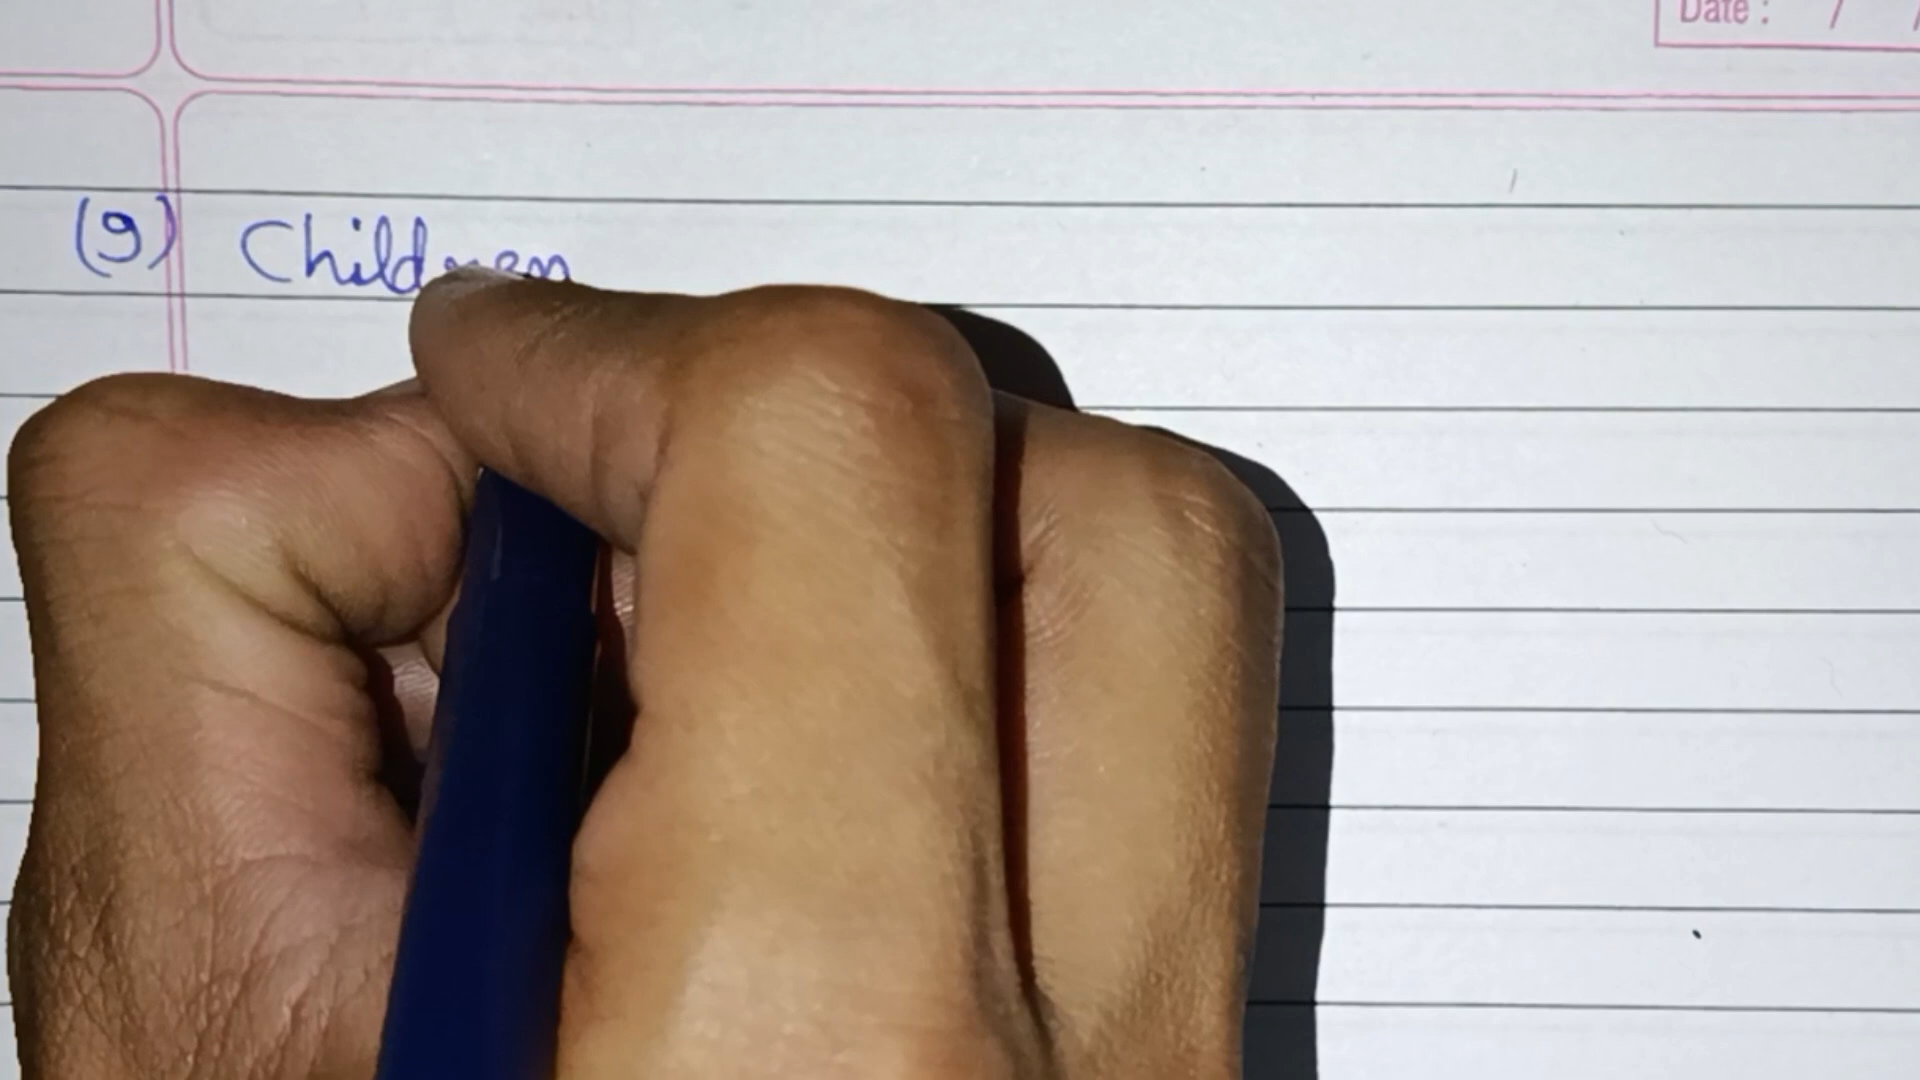 Date : / /
(9) Children